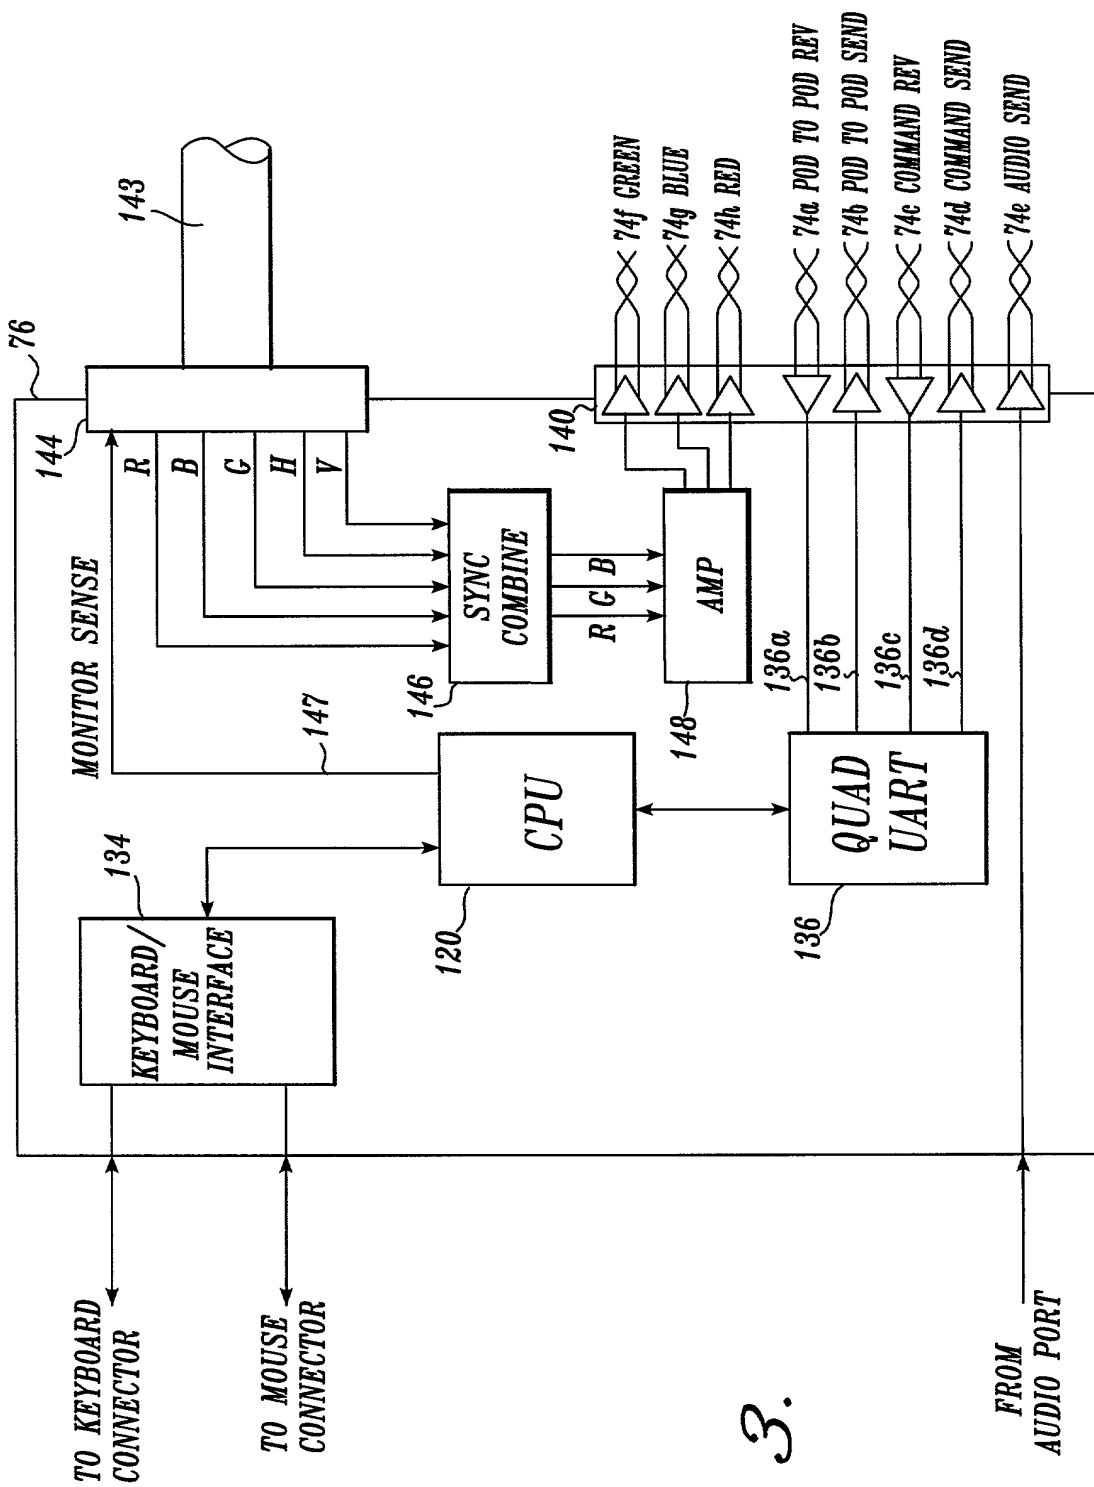 76
144
143
MONITOR SENSE
R
B
G
H
V
147
134
KEYBOARD/
MOUSE
INTERFACE
TO KEYBOARD
CONNECTOR
TO MOUSE
CONNECTOR
SYNC
COMBINE
146
R G B
AMP
148
CPU
120
QUAD
UART
136
136a
136b
136c
136d
140
74f GREEN
74g BLUE
74h RED
74a POD TO POD REV
74b POD TO POD SEND
74c COMMAND REV
74d COMMAND SEND
74e AUDIO SEND
FROM
AUDIO PORT
3.